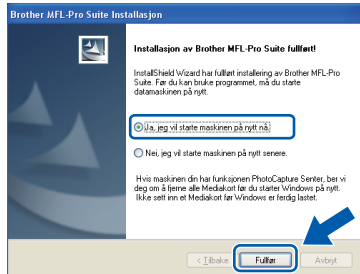 Brother MFL-Pro Suite Installasjon
Installasjon av Brother MFL-Pro Suite fullført!
InstallShield Wizard har fullført installering av Brother MFL-Pro
Suite. Før du kan bruke programmet, må du starte
datamaskinen på nytt.
Ja, jeg vil starte maskinen på nytt nå.
Nei, jeg vil starte maskinen på nytt senere.
Hvis maskinen din har funksjonen PhotoCapture Center, ber vi
deg om å fjerne alle Mediakort før du starter Windows på nytt.
Ikke sett inn et Mediakort før Windows er ferdig lastet.
< Tilbake
Fullfør
Avbryt